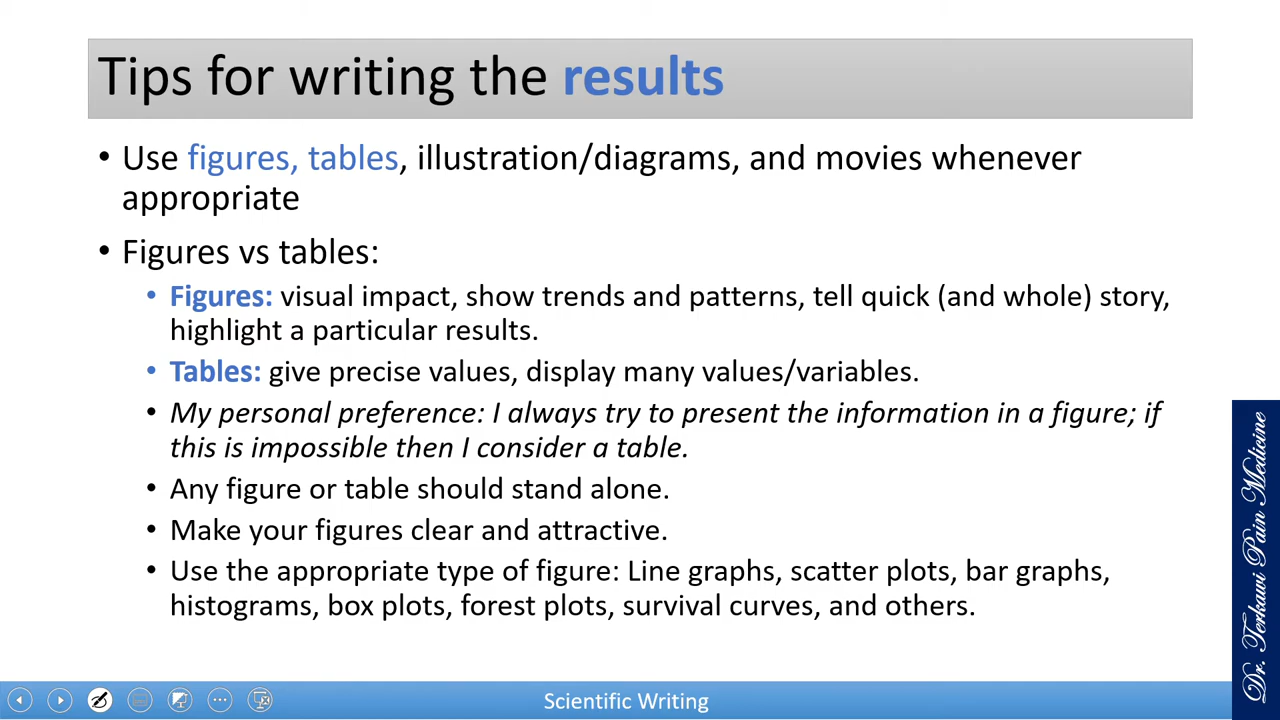 Tips for writing the results
• Use figures, tables, illustration/diagrams, and movies whenever
appropriate
• Figures vs tables:
• Figures: visual impact, show trends and patterns, tell quick (and whole) story,
highlight a particular results.
• Tables: give precise values, display many values/variables.
• My personal preference: I always try to present the information in a figure; if
this is impossible then I consider a table.
• Any figure or table should stand alone.
• Make your figures clear and attractive.
• Use the appropriate type of figure: Line graphs, scatter plots, bar graphs,
histograms, box plots, forest plots, survival curves, and others.
Dr. Terkawi Pain Medicine
Scientific Writing